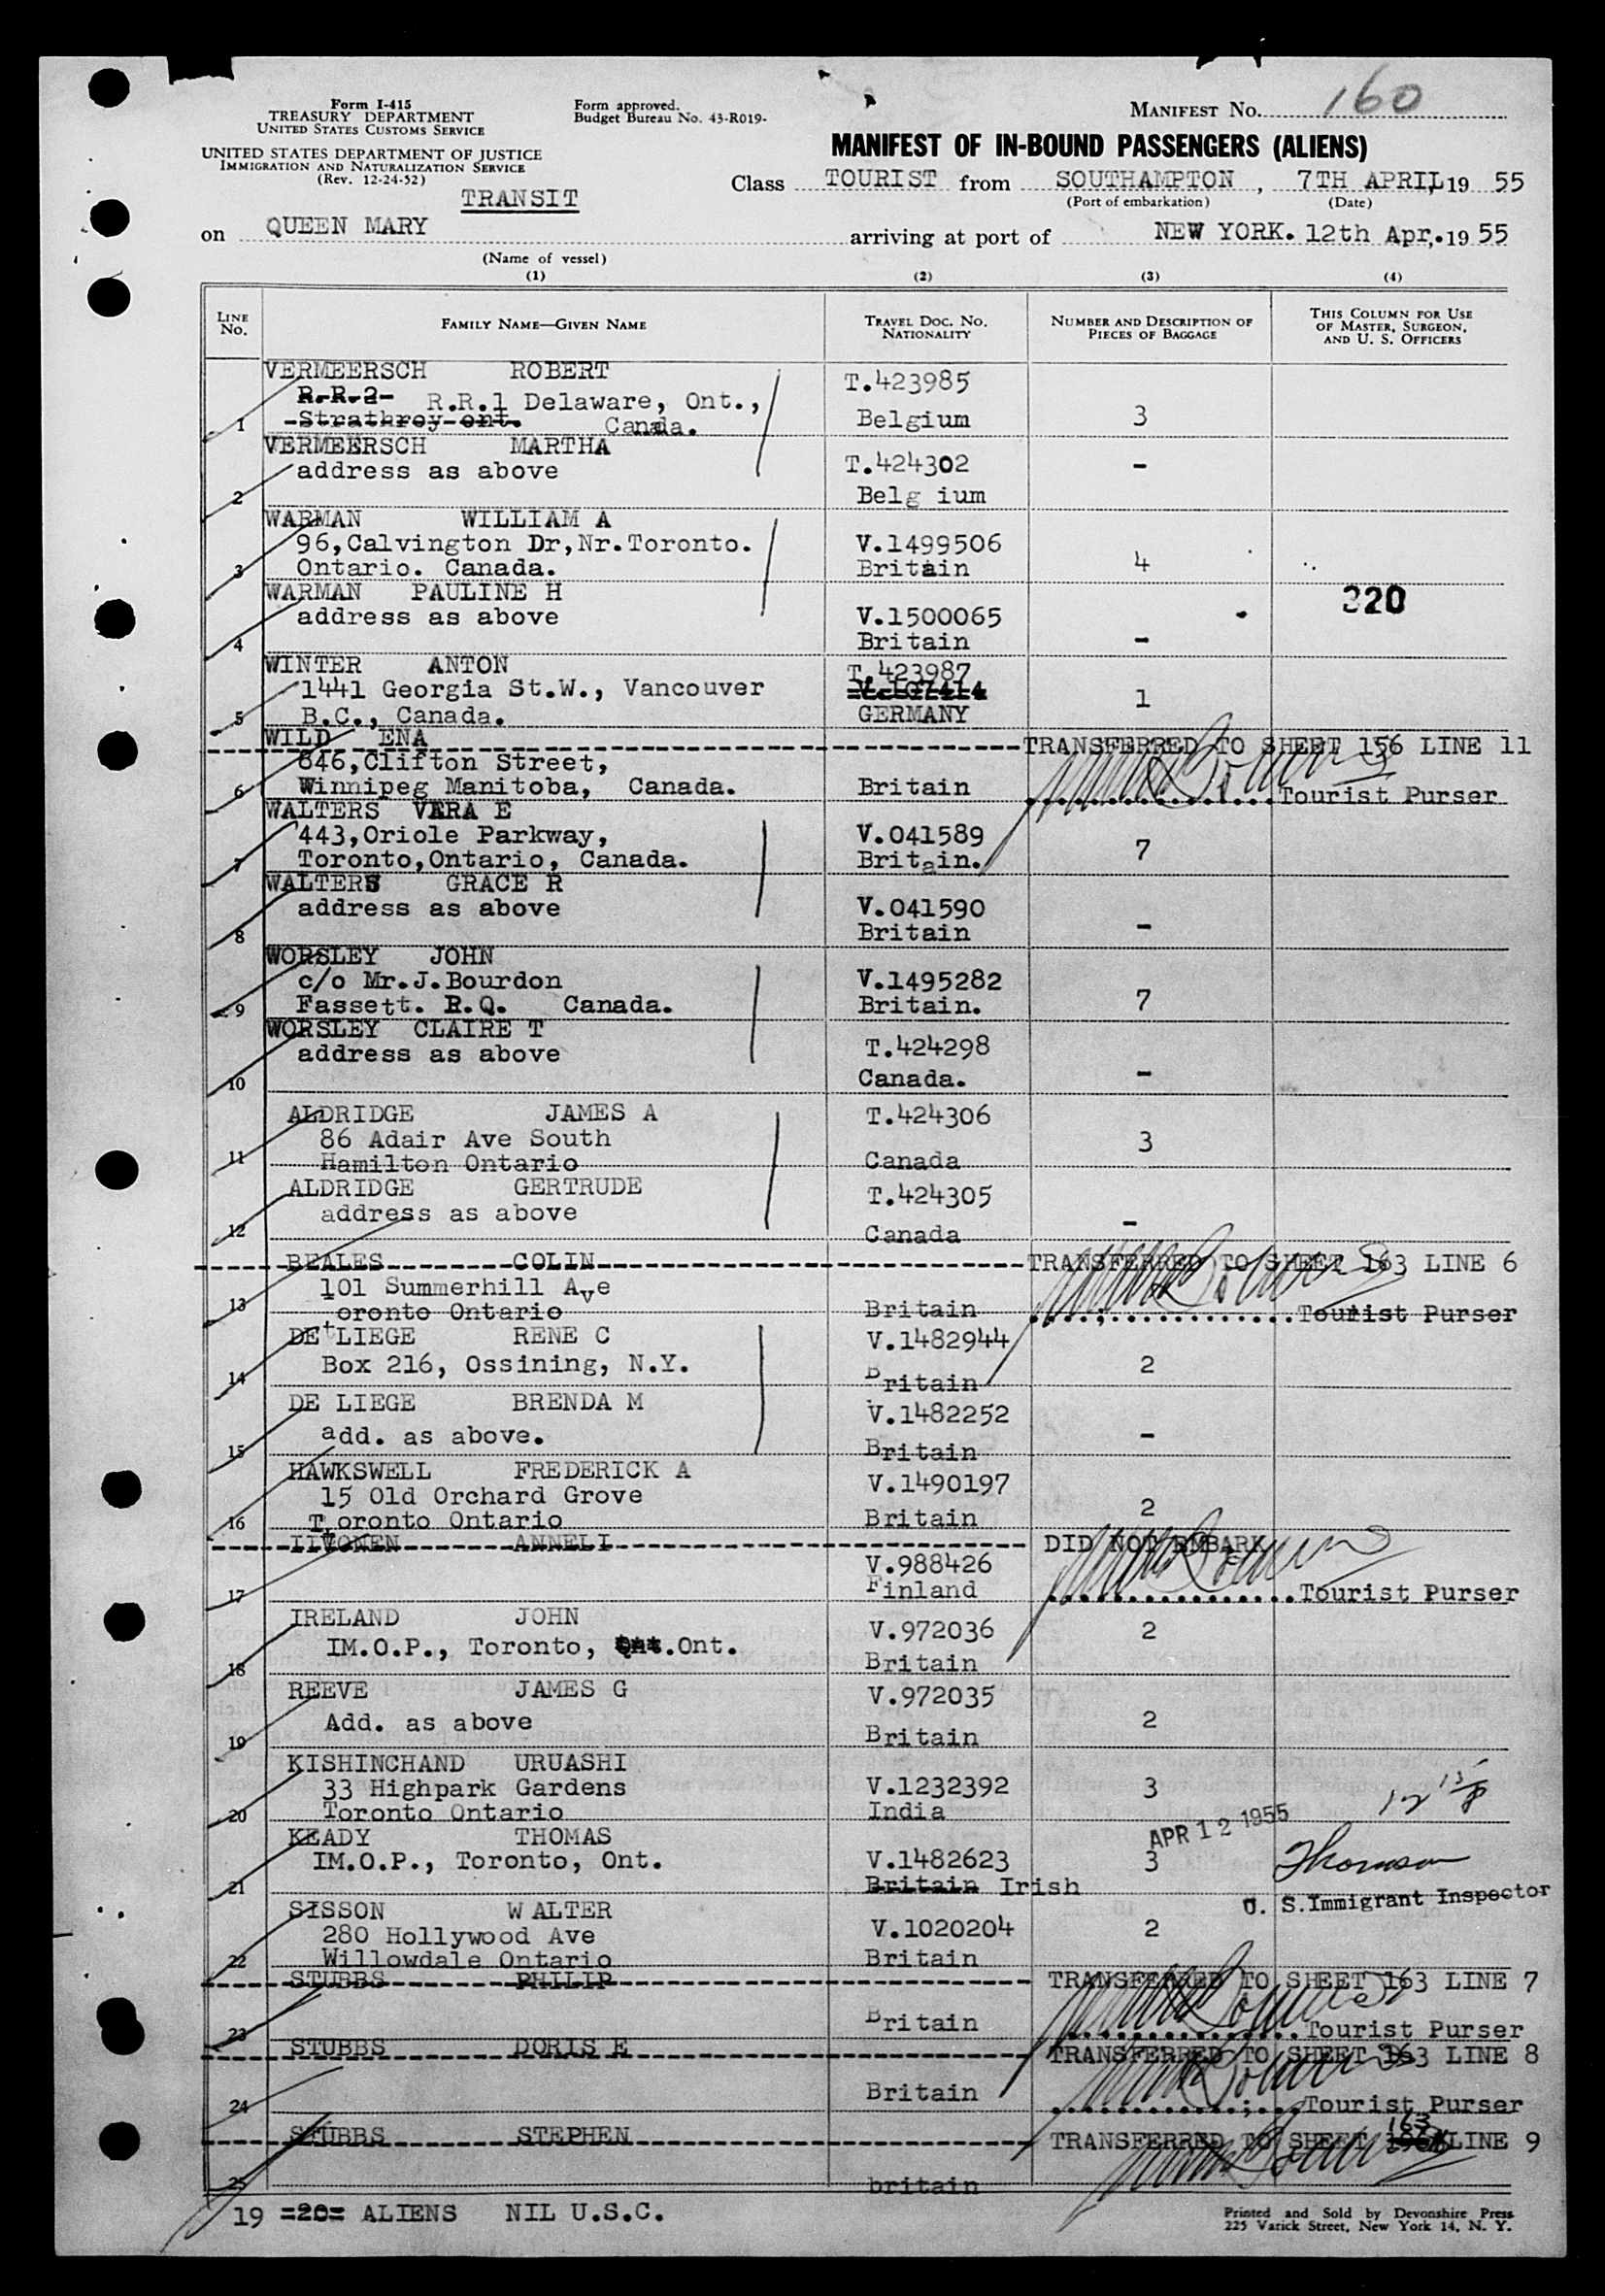 Form I-415
TREASURY DEPARTMENT
UNITED STATES CUSTOMS SERVICE
UNITED STATES DEPARTMENT OF JUSTICE
IMMIGRATION AND NATURALIZATION SERVICE
(Rev. 12-24-52)
Form approved.
Budget Bureau No. 43-R019-
MANIFEST No. 160
MANIFEST OF IN-BOUND PASSENGERS (ALIENS)
TRANSIT
Class TOURIST from SOUTHAMPTON , 7TH APRIL, 19 55
(Port of embarkation) (Date)
on QUEEN MARY arriving at port of NEW YORK. 12th Apr,.19 55
(Name of vessel)
(1) (2) (3) (4)
LINE No. FAMILY NAME—GIVEN NAME TRAVEL DOC. NO. NATIONALITY NUMBER AND DESCRIPTION OF PIECES OF BAGGAGE THIS COLUMN FOR USE OF MASTER, SURGEON, AND U. S. OFFICERS
VERMEERSCH ROBERT T.423985
R.R.2- R.R.1 Delaware, Ont.,
1 -Strathroy-ont. Canada. Belgium 3
VERMEERSCH MARTHA
address as above T.424302 -
2 Belg ium
WARMAN WILLIAM A
96,Calvington Dr,Nr.Toronto. V.1499506
3 Ontario. Canada. Britain 4
WARMAN PAULINE H 320
address as above V.1500065
4 Britain -
WINTER ANTON T.423987
1441 Georgia St.W., Vancouver V.107414
5 B.C., Canada. GERMANY 1
WILD ENA TRANSFERRED TO SHEET 156 LINE 11
646,Clifton Street,
6 Winnipeg Manitoba, Canada. Britain Tourist Purser
WALTERS VERA E
443,Oriole Parkway, V.041589
7 Toronto,Ontario, Canada. Britain. 7
WALTERS GRACE R
address as above V.041590
8 Britain -
WORSLEY JOHN
c/o Mr.J.Bourdon V.1495282
9 Fassett. P.Q. Canada. Britain. 7
WORSLEY CLAIRE T
address as above T.424298
10 Canada. -
ALDRIDGE JAMES A T.424306
86 Adair Ave South 3
11 Hamilton Ontario Canada
ALDRIDGE GERTRUDE T.424305
address as above
12 Canada -
BEALES COLIN TRANSFERRED TO SHEET 163 LINE 6
101 Summerhill Ave
13 toronto Ontario Britain Tourist Purser
DE LIEGE RENE C V.1482944
Box 216, Ossining, N.Y. 2
14 Britain
DE LIEGE BRENDA M V.1482252
add. as above. -
15 Britain
HAWKSWELL FREDERICK A V.1490197
15 Old Orchard Grove 2
16 Toronto Ontario Britain
IIVONEN ANNELI DID NOT EMBARK
V.988426
17 Finland Tourist Purser
IRELAND JOHN V.972036 2
IM.O.P., Toronto, Ont.Ont.
18 Britain
REEVE JAMES G V.972035
Add. as above 2
19 Britain
KISHINCHAND URUASHI
33 Highpark Gardens V.1232392 3
20 Toronto Ontario India
APR 12 1955
KEADY THOMAS
IM.O.P., Toronto, Ont. V.1482623 3 Thomson
21 Britain Irish
U. S.Immigrant Inspector
SISSON WALTER
280 Hollywood Ave V.1020204 2
22 Willowdale Ontario Britain
STUBBS PHILIP TRANSFERRED TO SHEET 163 LINE 7
23 Britain Tourist Purser
STUBBS DORIS E TRANSFERRED TO SHEET 163 LINE 8
24 Britain Tourist Purser
163
STUBBS STEPHEN TRANSFERRED TO SHEET LINE 9
25 britain
19 =20= ALIENS NIL U.S.C.
Printed and Sold by Devonshire Press
225 Varick Street, New York 14, N. Y.